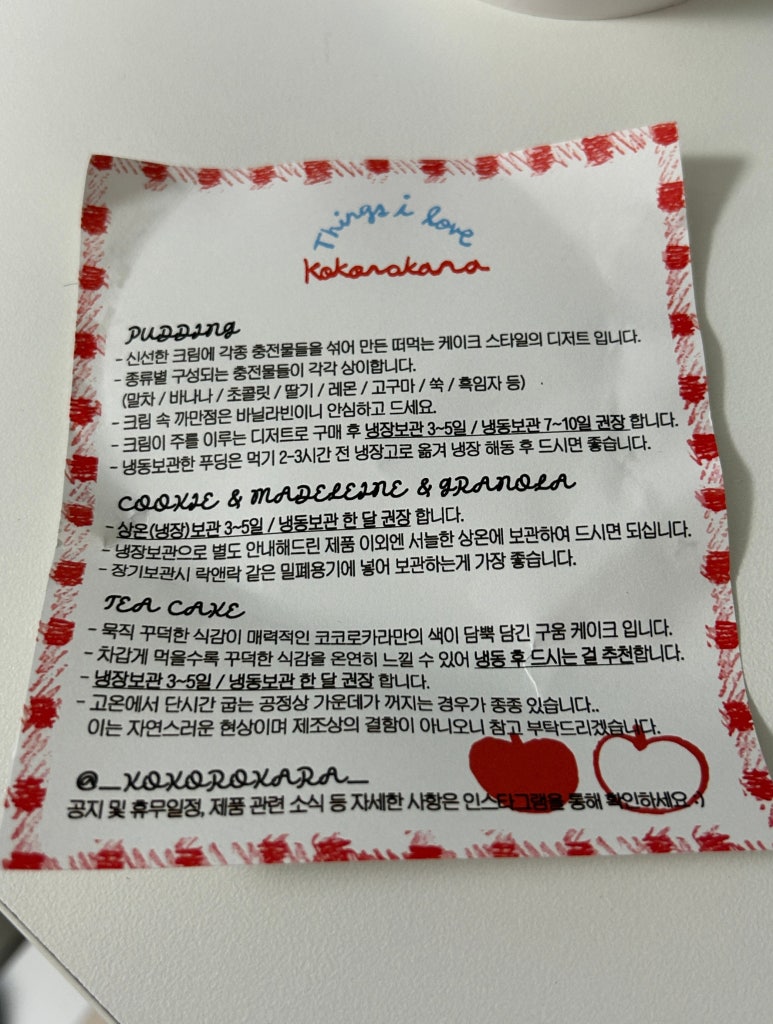 Things i love
Kokorokara
PUDDING
- 신선한 크림에 각종 충전물들을 섞어 만든 떠먹는 케이크 스타일의 디저트 입니다.
- 종류별 구성되는 충전물들이 각각 상이합니다.
(말차 / 바나나 / 초콜릿 / 딸기 / 레몬 / 고구마 / 쑥 / 흑임자 등)
- 크림 속 까만점은 바닐라빈이니 안심하고 드세요.
- 크림이 주를 이루는 디저트로 구매 후 냉장보관 3~5일 / 냉동보관 7~10일 권장 합니다.
- 냉동보관한 푸딩은 먹기 2-3시간 전 냉장고로 옮겨 냉장 해동 후 드시면 좋습니다.
COOKIE & MADELEINE & GRANOLA
- 상온(냉장)보관 3~5일 / 냉동보관 한 달 권장 합니다.
- 냉장보관으로 별도 안내해드린 제품 이외엔 서늘한 상온에 보관하여 드시면 되십니다.
- 장기보관시 락앤락 같은 밀폐용기에 넣어 보관하는게 가장 좋습니다.
TEA CAKE
- 묵직 꾸덕한 식감이 매력적인 코코로카라만의 색이 담뿍 담긴 구움 케이크 입니다.
- 차갑게 먹을수록 꾸덕한 식감을 온연히 느낄 수 있어 냉동 후 드시는 걸 추천합니다.
- 냉장보관 3~5일 / 냉동보관 한 달 권장 합니다.
- 고온에서 단시간 굽는 공정상 가운데가 꺼지는 경우가 종종 있습니다..
이는 자연스러운 현상이며 제조상의 결함이 아니오니 참고 부탁드리겠습니다.
@_KOKOROKARA_
공지 및 휴무일정, 제품 관련 소식 등 자세한 사항은 인스타그램을 통해 확인하세요 :)